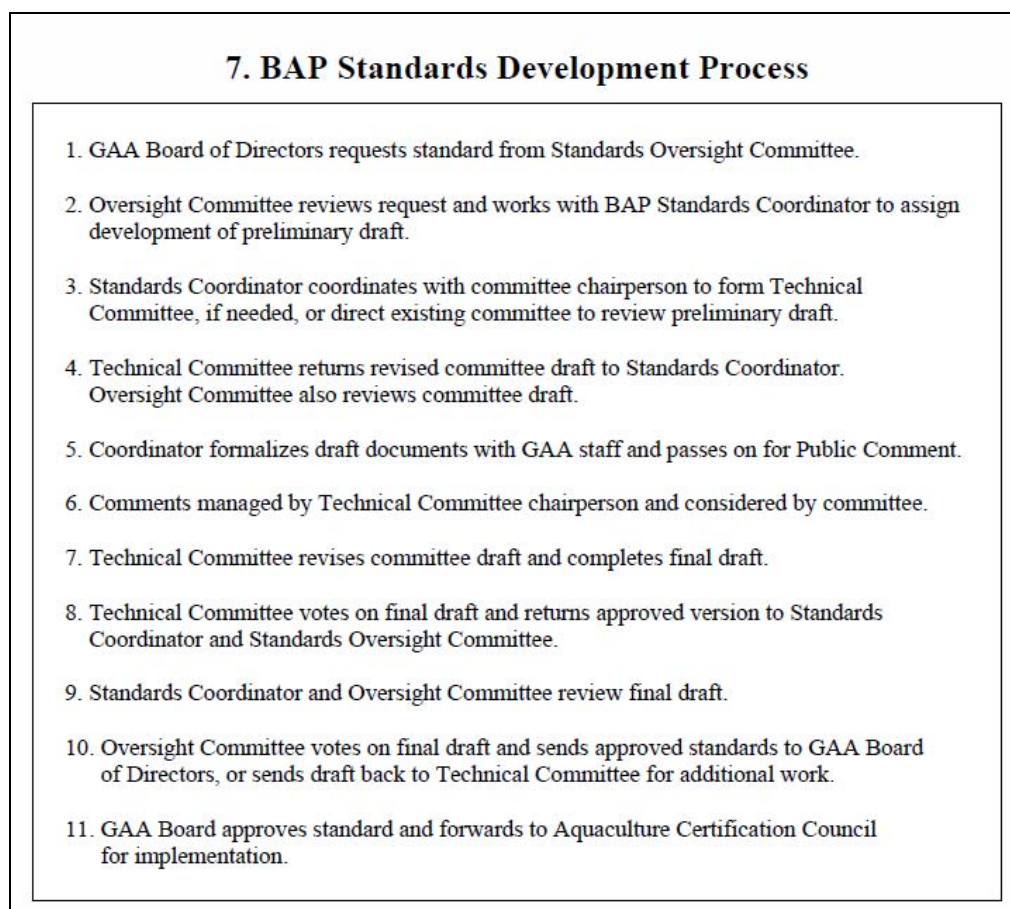 7. BAP Standards Development Process
1. GAA Board of Directors requests standard from Standards Oversight Committee.
2. Oversight Committee reviews request and works with BAP Standards Coordinator to assign
development of preliminary draft.
3. Standards Coordinator coordinates with committee chairperson to form Technical
Committee, if needed, or direct existing committee to review preliminary draft.
4. Technical Committee returns revised committee draft to Standards Coordinator.
Oversight Committee also reviews committee draft.
5. Coordinator formalizes draft documents with GAA staff and passes on for Public Comment.
6. Comments managed by Technical Committee chairperson and considered by committee.
7. Technical Committee revises committee draft and completes final draft.
8. Technical Committee votes on final draft and returns approved version to Standards
Coordinator and Standards Oversight Committee.
9. Standards Coordinator and Oversight Committee review final draft.
10. Oversight Committee votes on final draft and sends approved standards to GAA Board
of Directors, or sends draft back to Technical Committee for additional work.
11. GAA Board approves standard and forwards to Aquaculture Certification Council
for implementation.